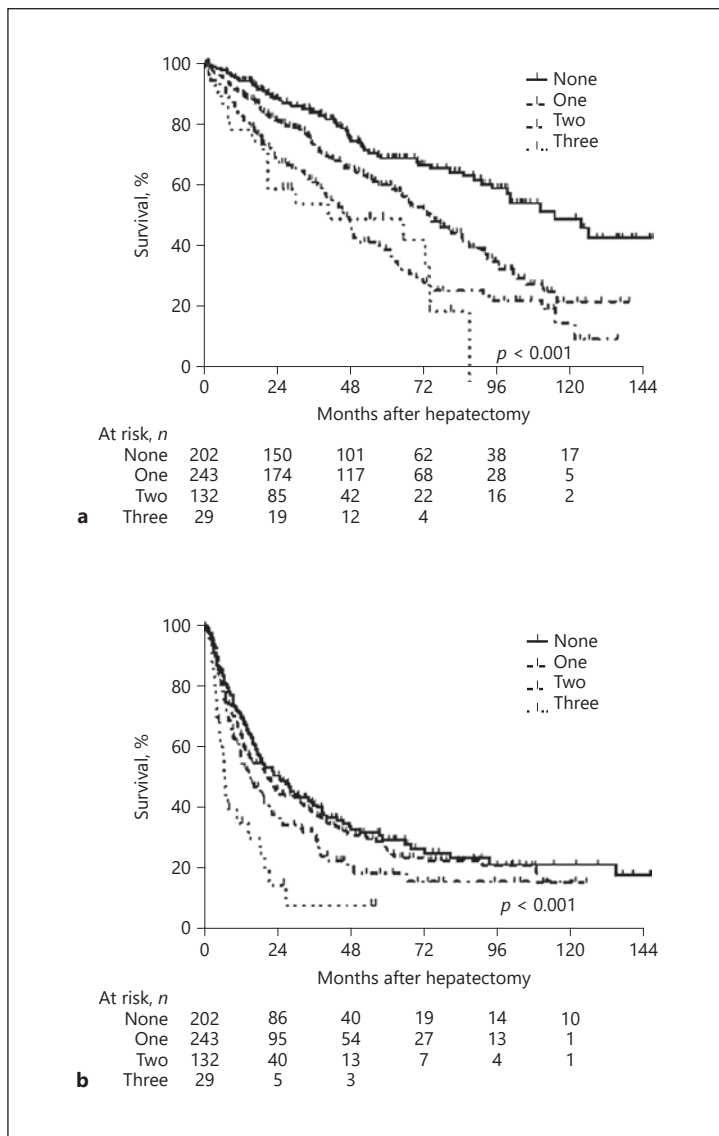 100
80
60
40
20
0
Survival, %
None
One
Two
Three
p < 0.001
0 24 48 72 96 120 144
Months after hepatectomy
At risk, n
None 202 150 101 62 38 17
One 243 174 117 68 28 5
Two 132 85 42 22 16 2
a Three 29 19 12 4
100
80
60
40
20
0
Survival, %
None
One
Two
Three
p < 0.001
0 24 48 72 96 120 144
Months after hepatectomy
At risk, n
None 202 86 40 19 14 10
One 243 95 54 27 13 1
Two 132 40 13 7 4 1
b Three 29 5 3